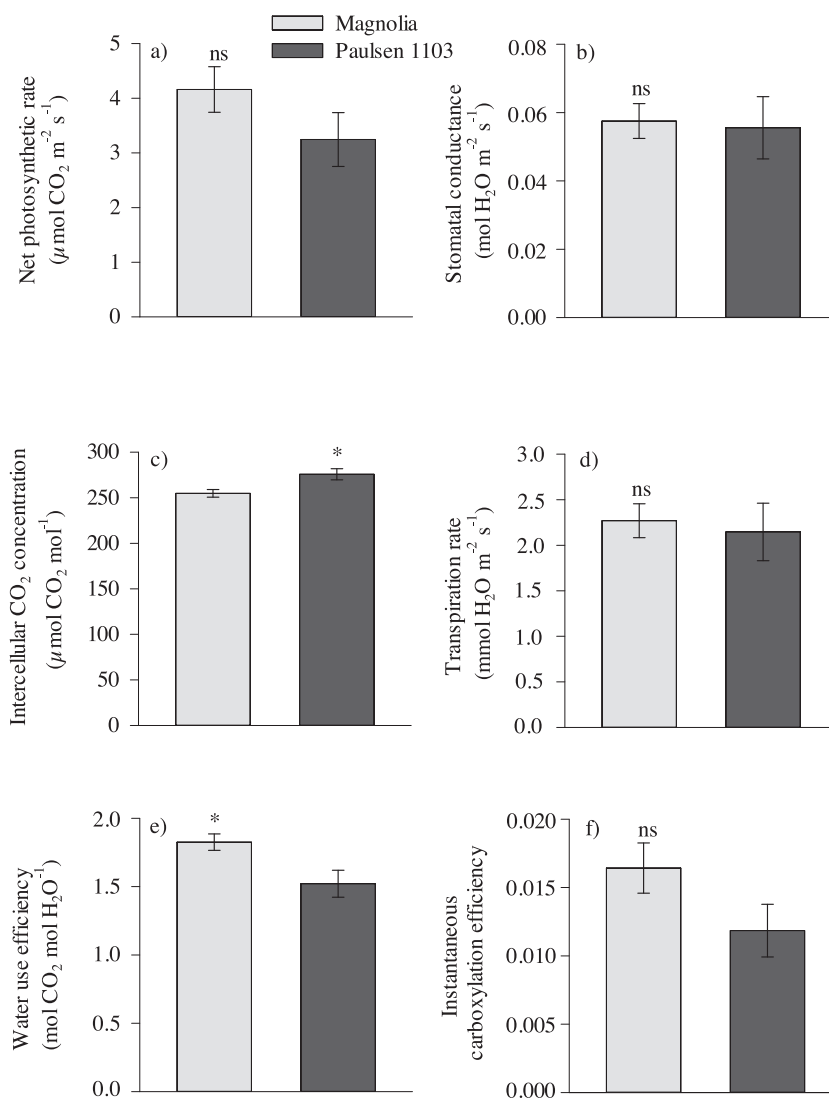 Magnolia
Paulsen 1103
a)
ns
5
4
3
2
1
0
Net photosynthetic rate
(µmol CO₂ m⁻² s⁻¹)
b)
ns
0.08
0.06
0.04
0.02
0.00
Stomatal conductance
(mol H₂O m⁻² s⁻¹)
c)
*
300
250
200
150
100
50
0
Intercellular CO₂ concentration
(µmol CO₂ mol⁻¹)
d)
ns
3.0
2.5
2.0
1.5
1.0
0.5
0.0
Transpiration rate
(mmol H₂O m⁻² s⁻¹)
e)
*
2.0
1.5
1.0
0.5
0.0
Water use efficiency
(mol CO₂ mol H₂O⁻¹)
f)
ns
0.020
0.015
0.010
0.005
0.000
Instantaneous
carboxylation efficiency